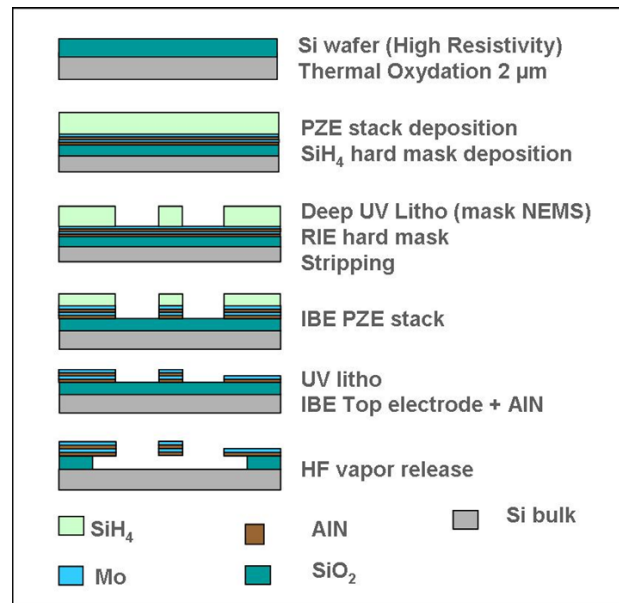 Si wafer (High Resistivity)
Thermal Oxydation 2 µm
PZE stack deposition
SiH4 hard mask deposition
Deep UV Litho (mask NEMS)
RIE hard mask
Stripping
IBE PZE stack
UV litho
IBE Top electrode + AlN
HF vapor release
SiH4
AlN
Si bulk
Mo
SiO2